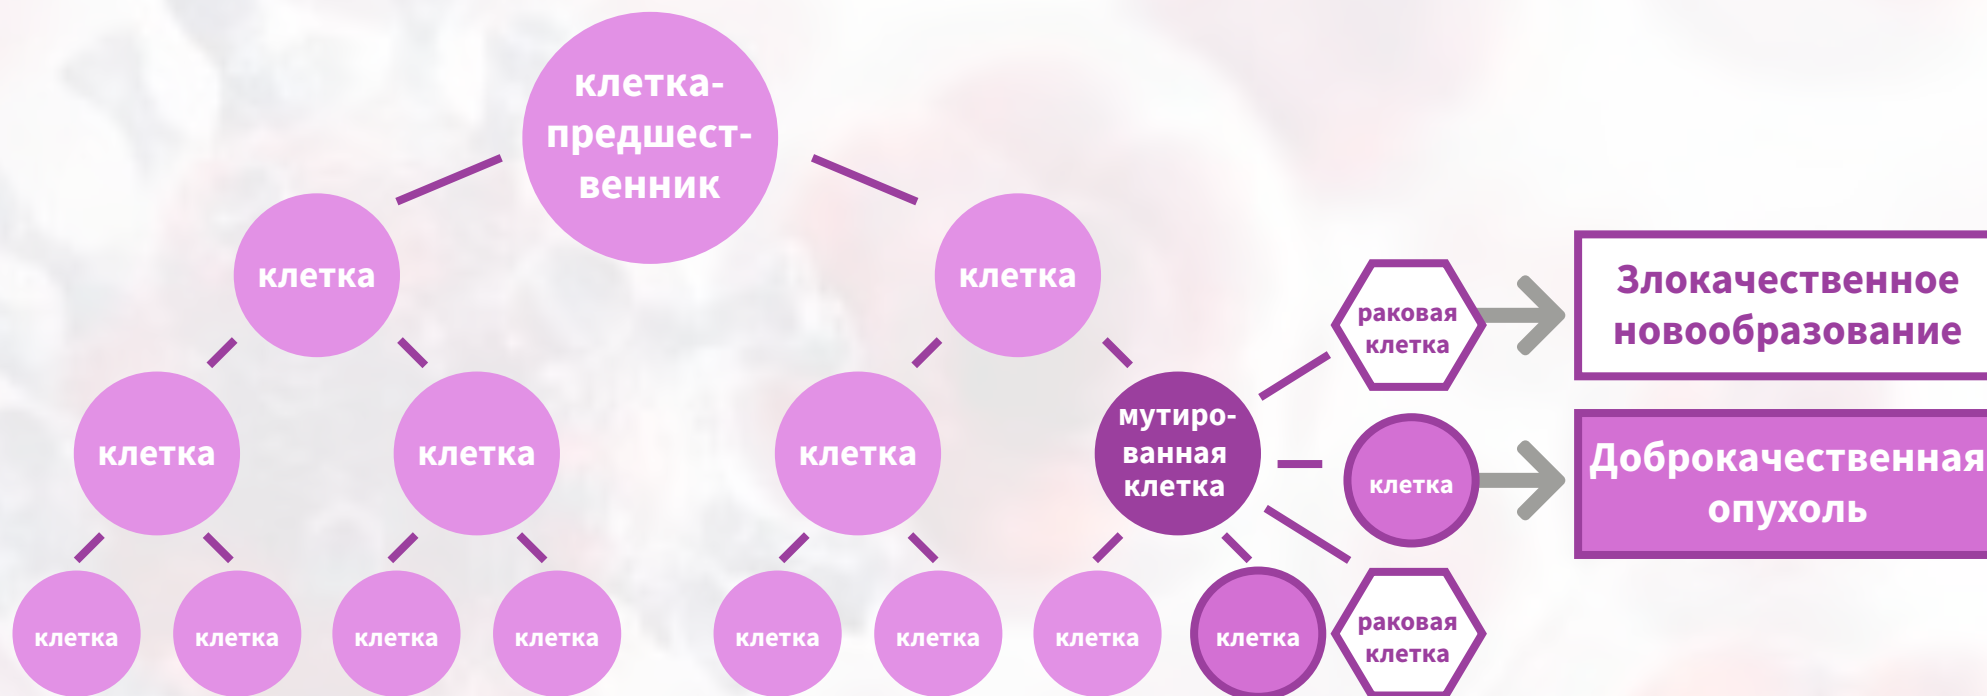 клетка-
предшест-
венник
клетка
клетка
раковая
клетка
Злокачественное
новообразование
клетка
клетка
клетка
мутиро-
ванная
клетка
клетка
Доброкачественная
опухоль
клетка
клетка
клетка
клетка
клетка
клетка
клетка
клетка
раковая
клетка